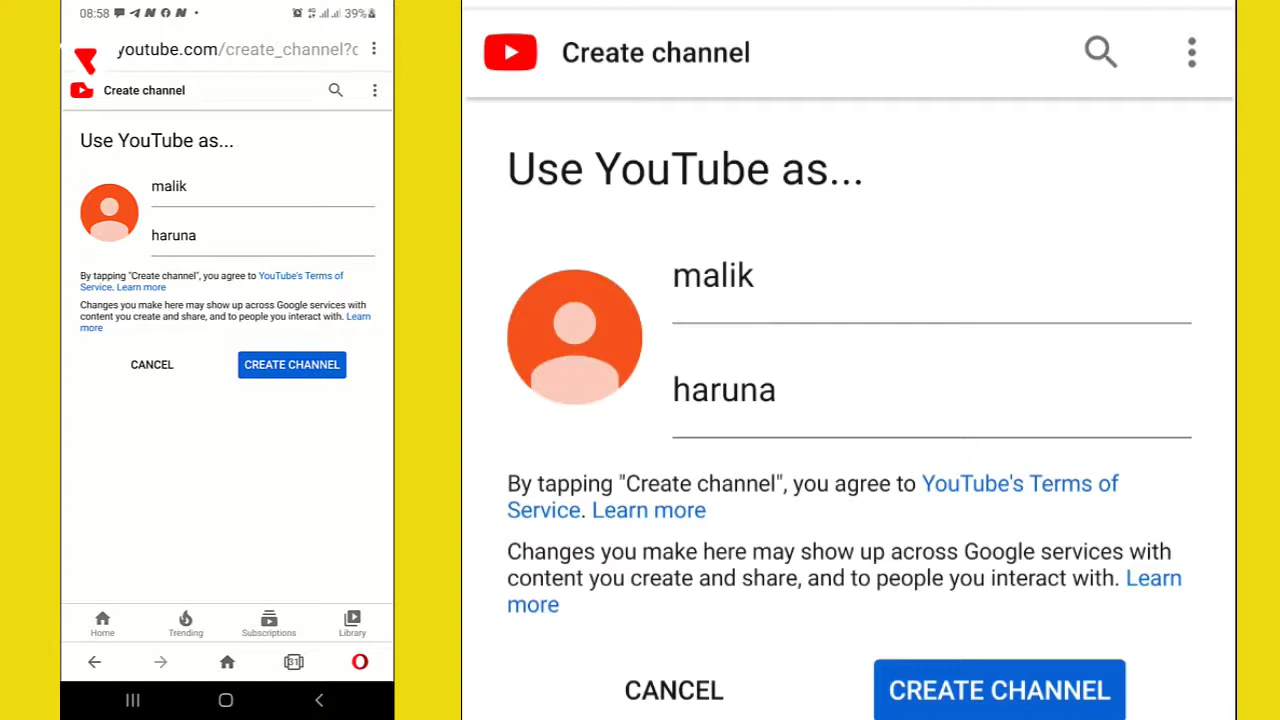 08:58
39%
youtube.com/create_channel?c
Create channel
Use YouTube as...
malik
haruna
By tapping "Create channel", you agree to YouTube's Terms of
Service. Learn more
Changes you make here may show up across Google services with
content you create and share, and to people you interact with. Learn
more
CANCEL
CREATE CHANNEL
Home
Trending
Subscriptions
Library
31
Create channel
Use YouTube as...
malik
haruna
By tapping "Create channel", you agree to YouTube's Terms of
Service. Learn more
Changes you make here may show up across Google services with
content you create and share, and to people you interact with. Learn
more
CANCEL
CREATE CHANNEL